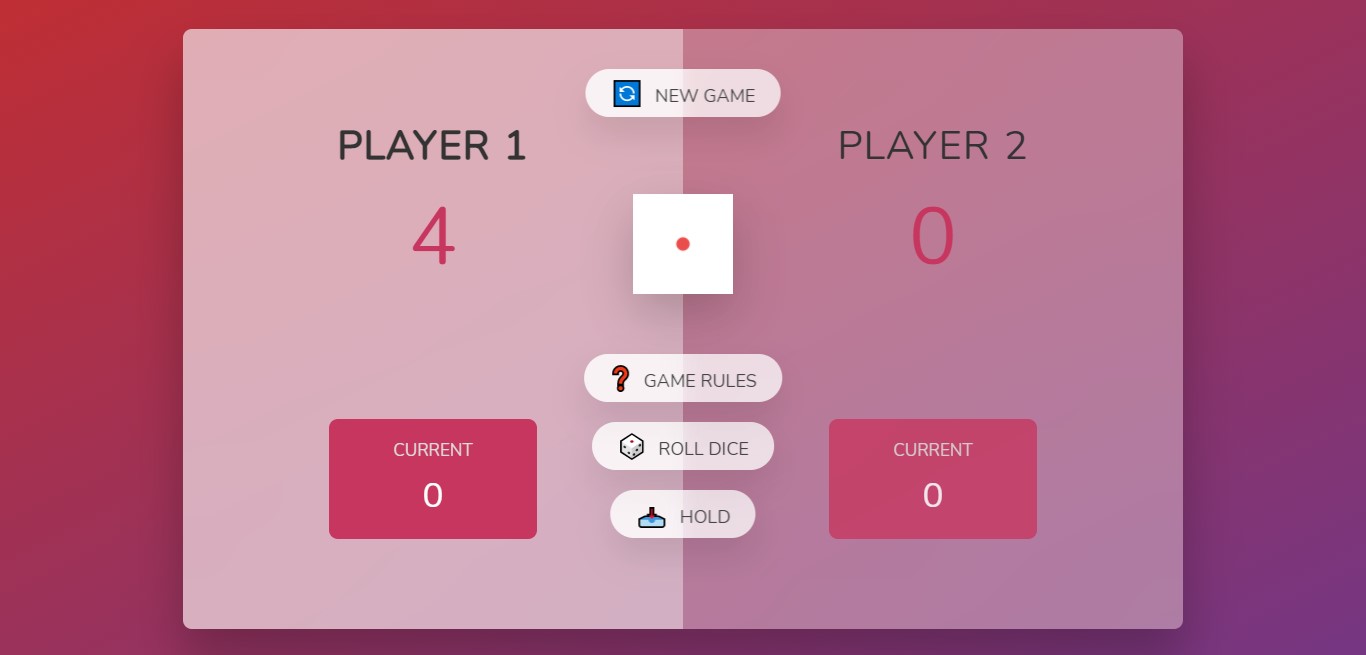 NEW GAME
PLAYER 1
4
PLAYER 2
0
GAME RULES
ROLL DICE
HOLD
CURRENT
0
CURRENT
0